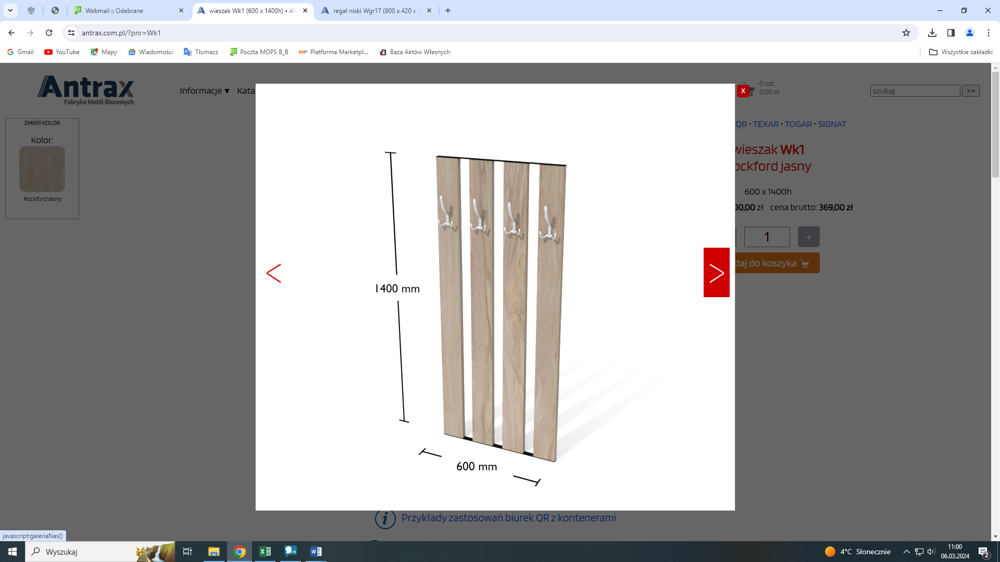 Webmail :: Odebrane
wieszak Wk1 (600 x 1400h) • AN
regał niski Wgr17 (800 x 420 x 7
antrax.com.pl/?pnr=Wk1
Gmail
YouTube
Mapy
Wiadomości
Tłumacz
Poczta MOPS B_B
MP Platforma Marketpl...
Baza Aktów Własnych
Wszystkie zakładki
Antrax
Fabryka Mebli Biurowych
Informacje ▼ Kata
X
0 szt.
0,00 zł
szukaj...
>>
ZMIEŃ KOLOR
Kolor:
Rockford jasny
QR • TEXAR • TOGAR • SIGNAT
wieszak Wk1
ockford jasny
600 x 1400h
00,00 zł cena brutto: 369,00 zł
1
+
daj do koszyka
1400 mm
600 mm
Przykłady zastosowań biurek QR z kontenerami
javascript:galeriaNas()
Wyszukaj
4°C Słonecznie
11:00
06.03.2024
2